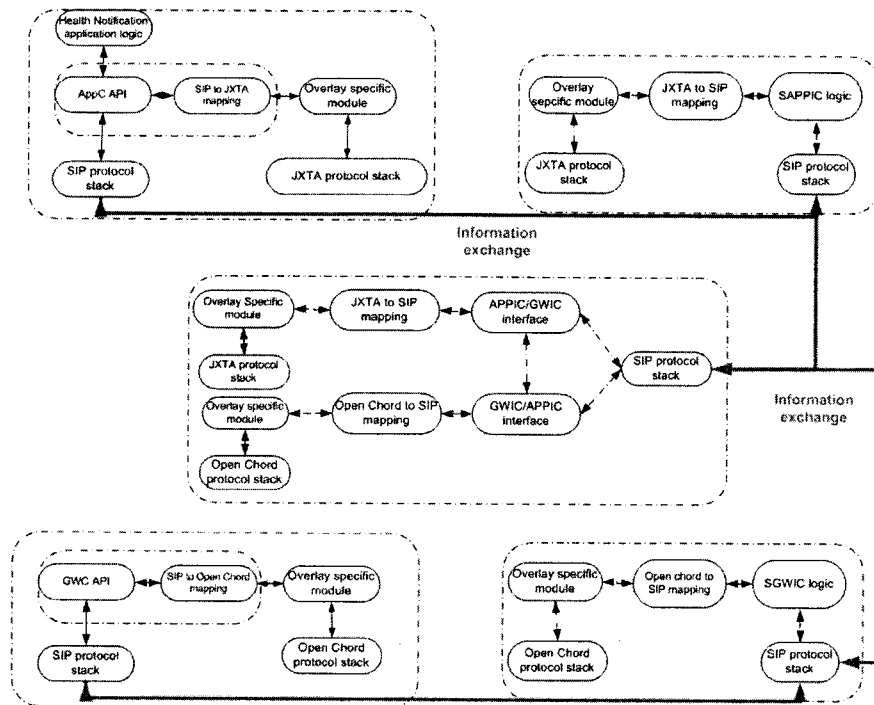 Health Notification
application logic
AppC API
SIP to JXTA
mapping
Overlay specific
module
SIP protocol
stack
JXTA protocol stack
Overlay
sepcific module
JXTA to SIP
mapping
SAPPIC logic
JXTA protocol
stack
SIP protocol
stack
Information
exchange
Overlay Specific
module
JXTA to SIP
mapping
APPIC/GWIC
interface
JXTA protocol
stack
SIP protocol
stack
Overlay specific
module
Open Chord to SIP
mapping
GWIC/APPIC
interface
Open Chord
protocol stack
Information
exchange
GWC API
SIP to Open Chord
mapping
Overlay specific
module
SIP protocol
stack
Open Chord
protocol stack
Overlay specific
module
Open chord to
SIP mapping
SGWIC logic
Open Chord
protocol stack
SIP protocol
stack